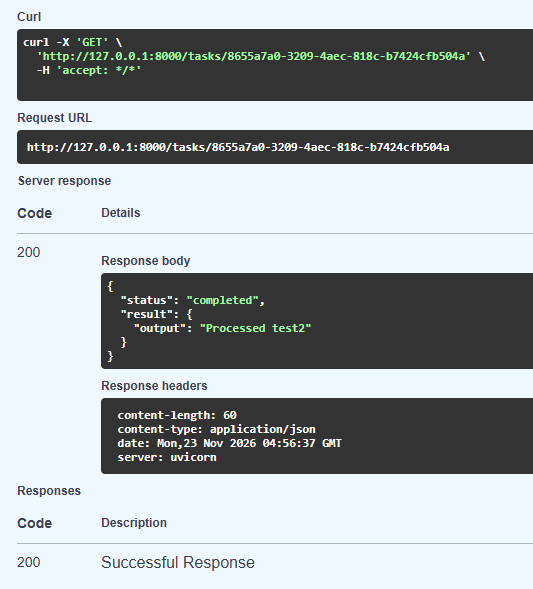 Curl
curl -X 'GET' \
  'http://127.0.0.1:8000/tasks/8655a7a0-3209-4aec-818c-b7424cfb504a' \
  -H 'accept: */*'
Request URL
http://127.0.0.1:8000/tasks/8655a7a0-3209-4aec-818c-b7424cfb504a
Server response
Code Details
200
Response body
{
  "status": "completed",
  "result": {
    "output": "Processed test2"
  }
}
Response headers
content-length: 60
content-type: application/json
date: Mon,23 Nov 2026 04:56:37 GMT
server: uvicorn
Responses
Code Description
200 Successful Response